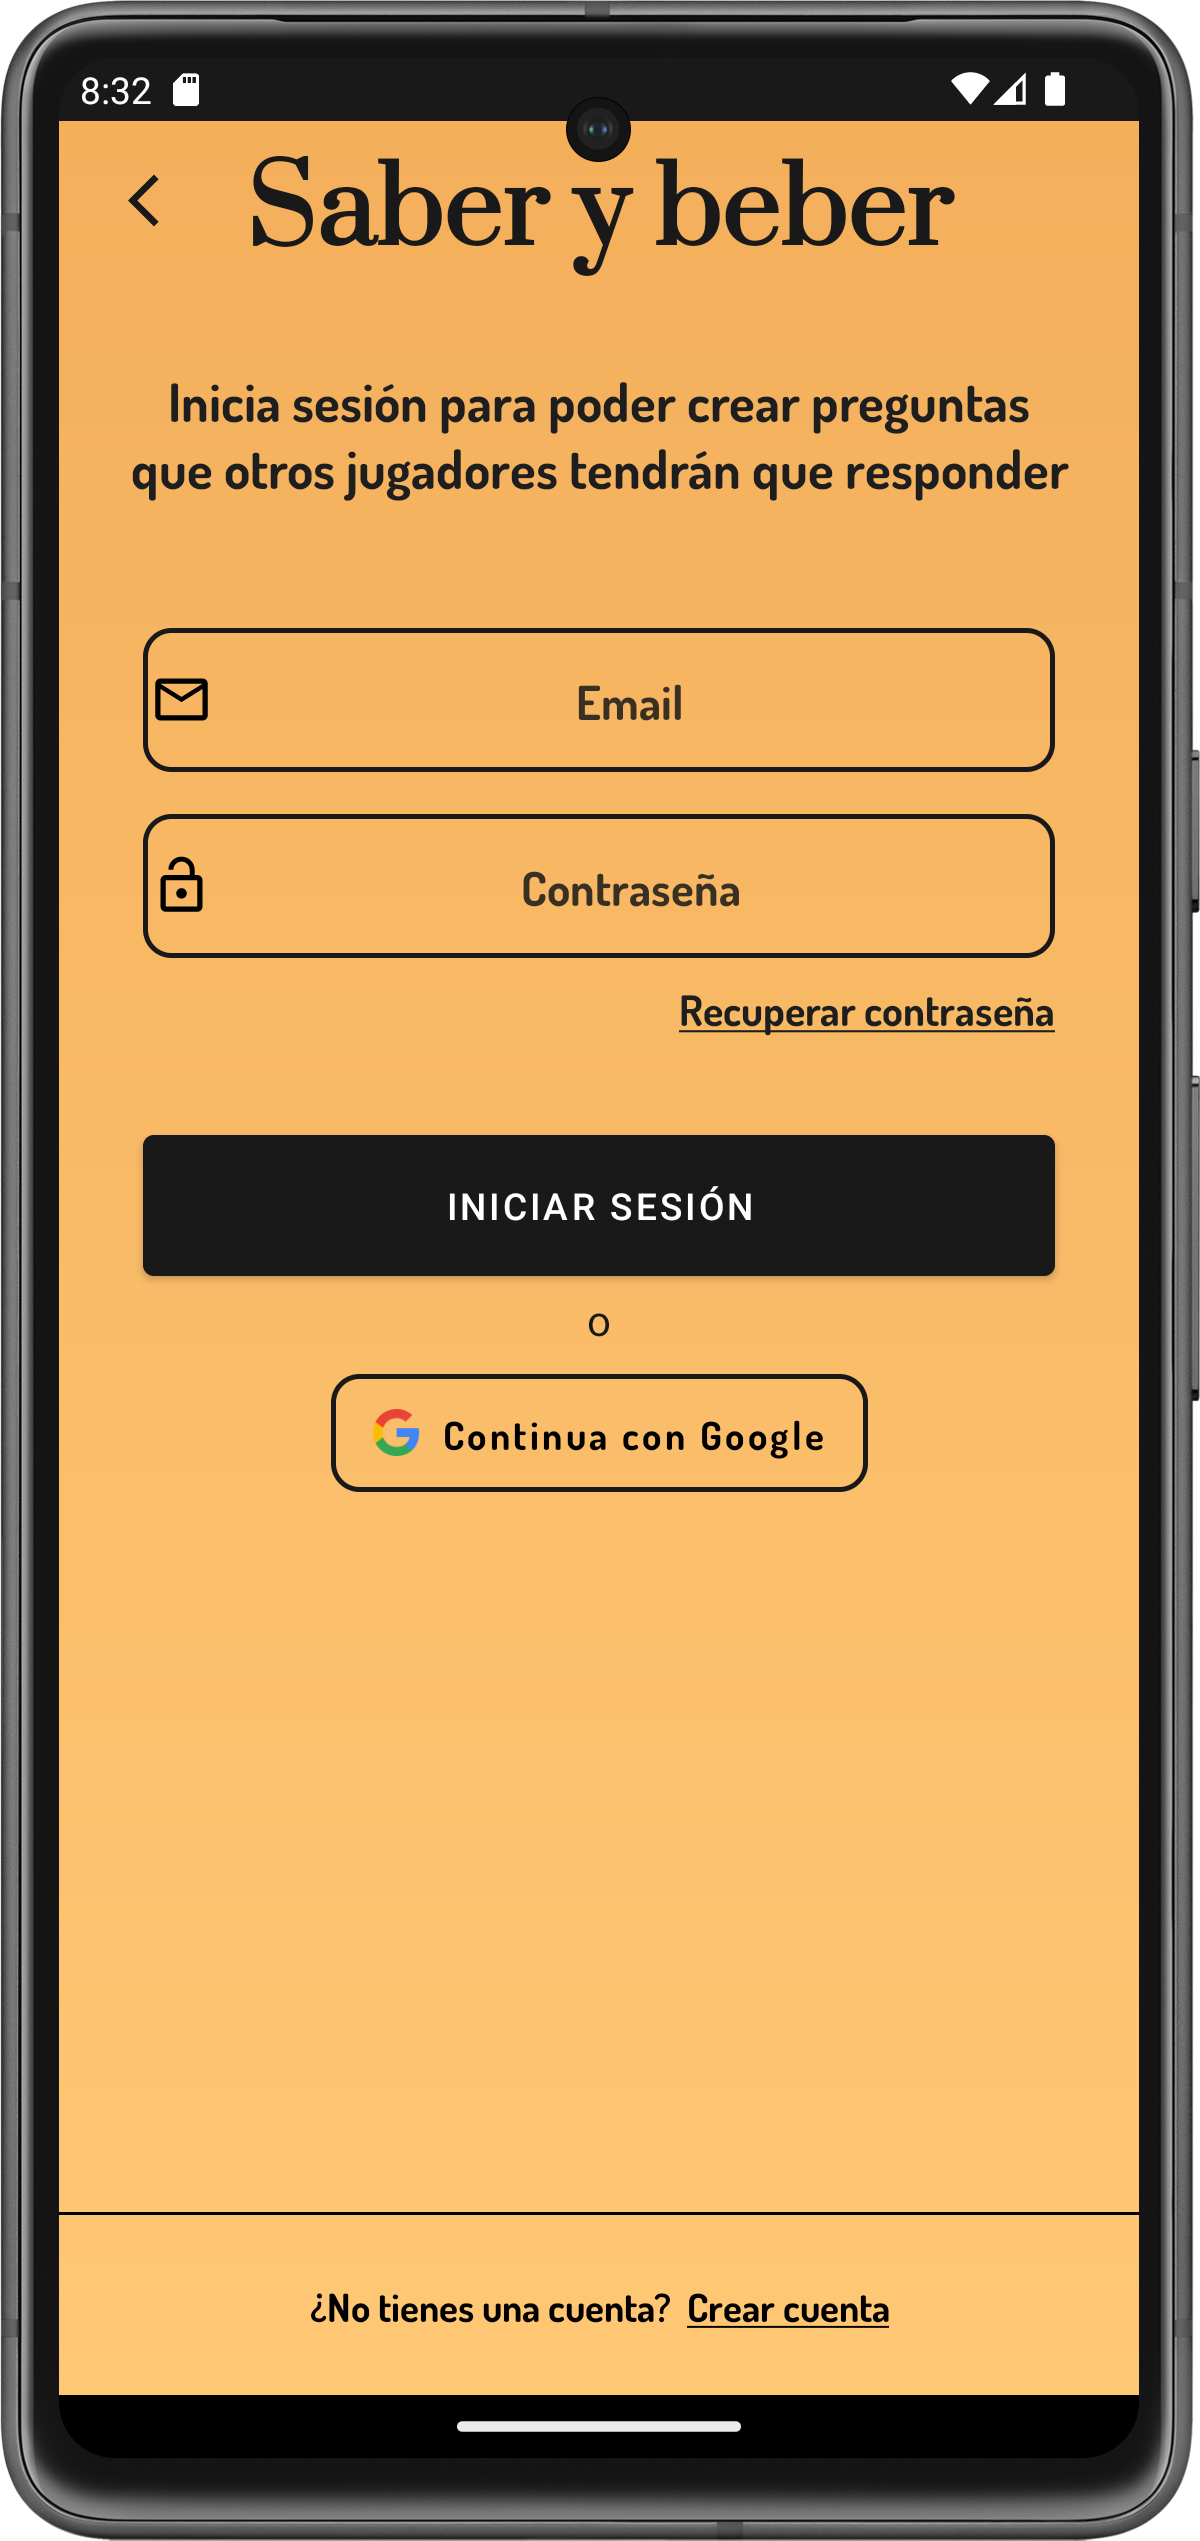 8:32
Saber y beber
Inicia sesión para poder crear preguntas
que otros jugadores tendrán que responder
Email
Contraseña
Recuperar contraseña
INICIAR SESIÓN
o
Continua con Google
¿No tienes una cuenta? Crear cuenta